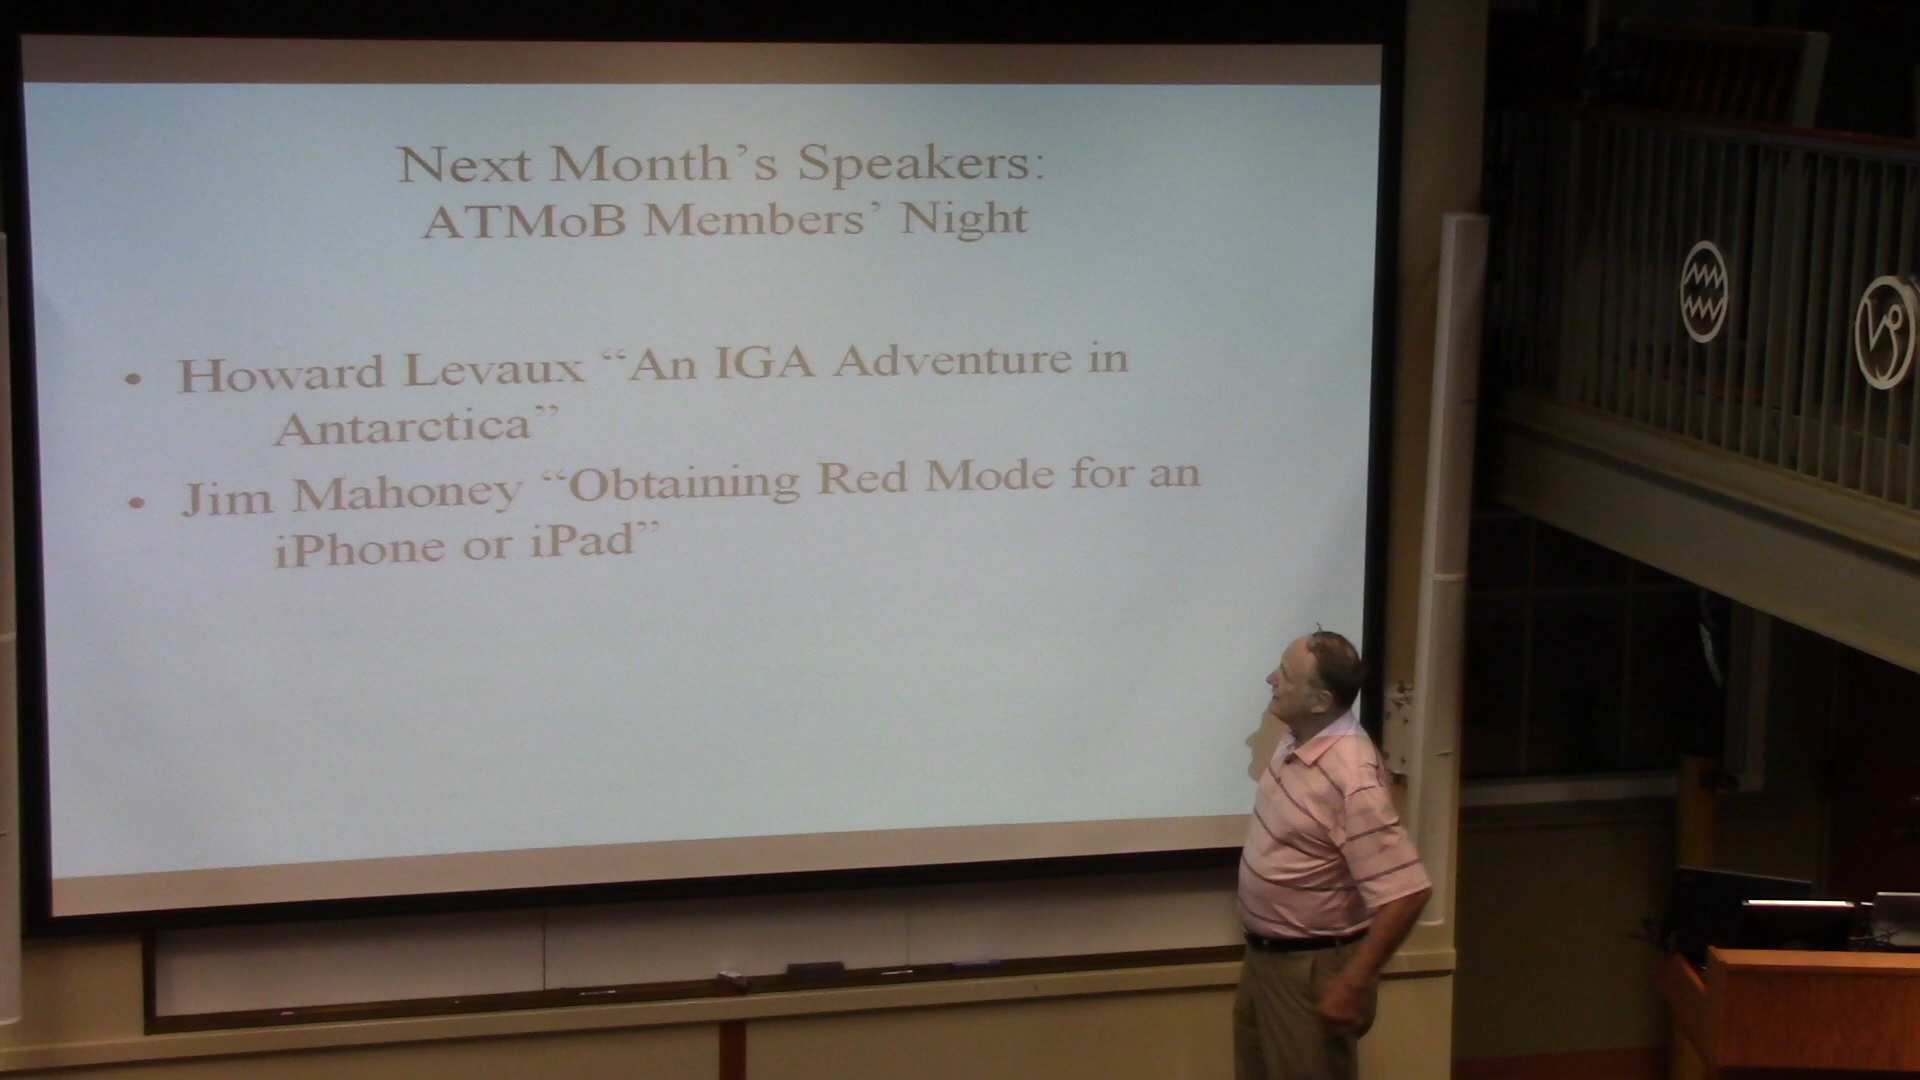 Next Month’s Speakers:
ATMoB Members’ Night
• Howard Levaux “An IGA Adventure in
Antarctica”
• Jim Mahoney “Obtaining Red Mode for an
iPhone or iPad”